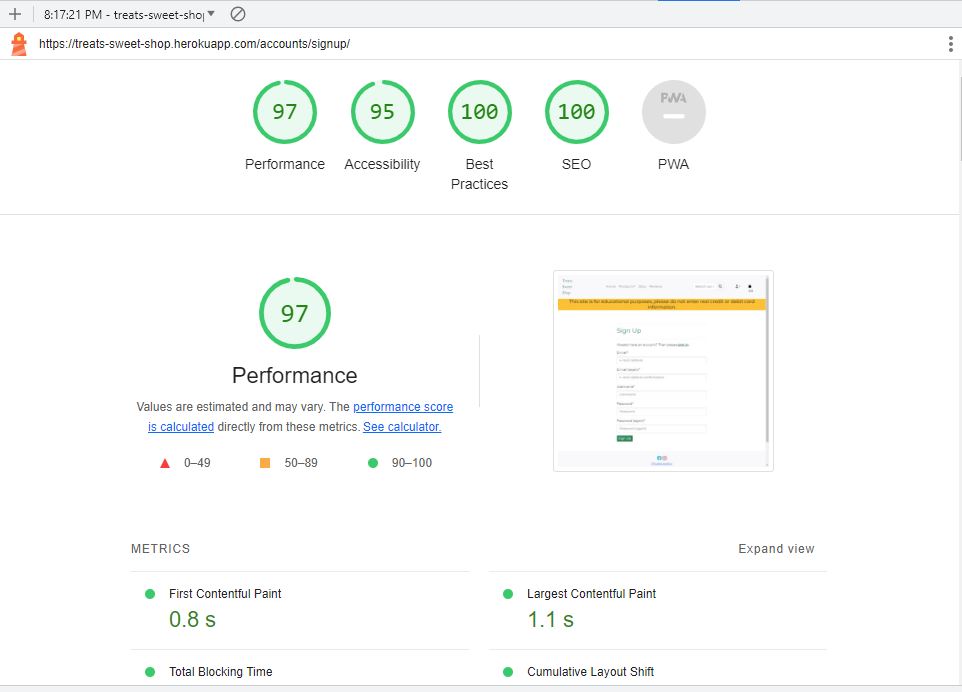 8:17:21 PM - treats-sweet-shop
https://treats-sweet-shop.herokuapp.com/accounts/signup/
97
95
100
100
PWA
Performance
Accessibility
Best
Practices
SEO
PWA
97
Performance
Values are estimated and may vary. The performance score
is calculated directly from these metrics. See calculator.
0–49
50–89
90–100
This site is for educational purposes, please do not enter real credit or debit card
information.
Sign Up
METRICS
Expand view
First Contentful Paint
0.8 s
Largest Contentful Paint
1.1 s
Total Blocking Time
Cumulative Layout Shift